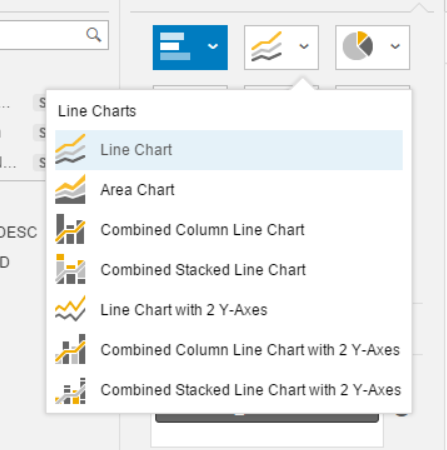 Line Charts
Line Chart
Area Chart
Combined Column Line Chart
Combined Stacked Line Chart
Line Chart with 2 Y-Axes
Combined Column Line Chart with 2 Y-Axes
Combined Stacked Line Chart with 2 Y-Axes
...
S
)
S
N...
S
DESC
D